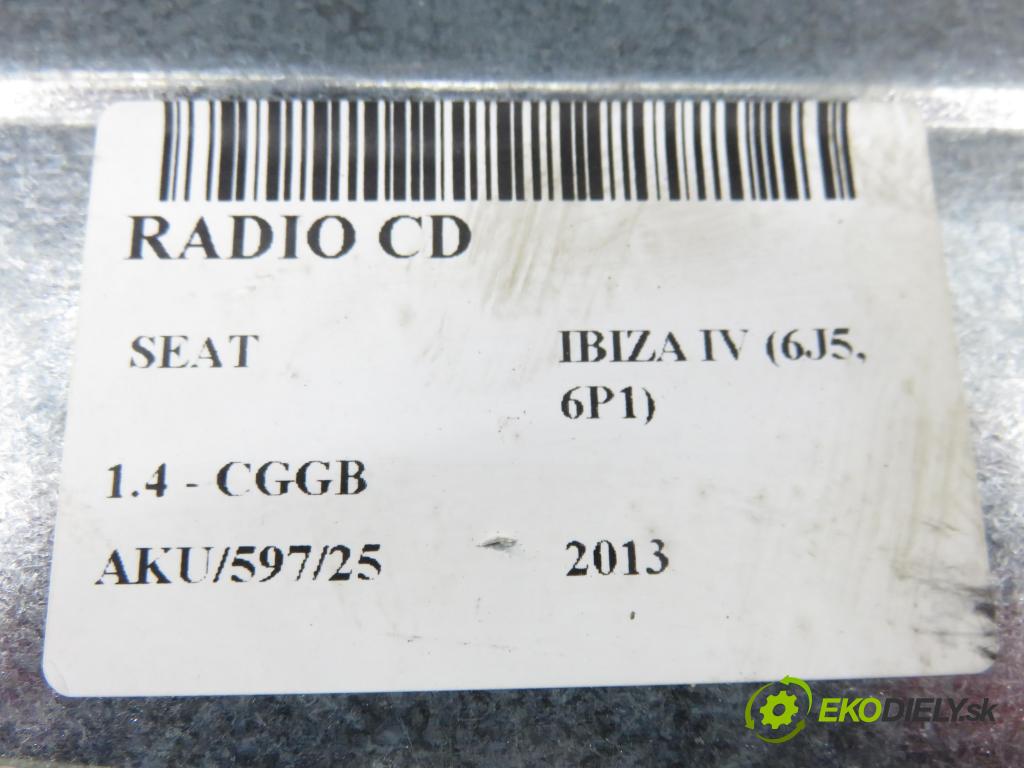 RADIO CD
SEAT
IBIZA IV (6J5,
6P1)
1.4 - CGGB
AKU/597/25
2013
EKODIELY.sk